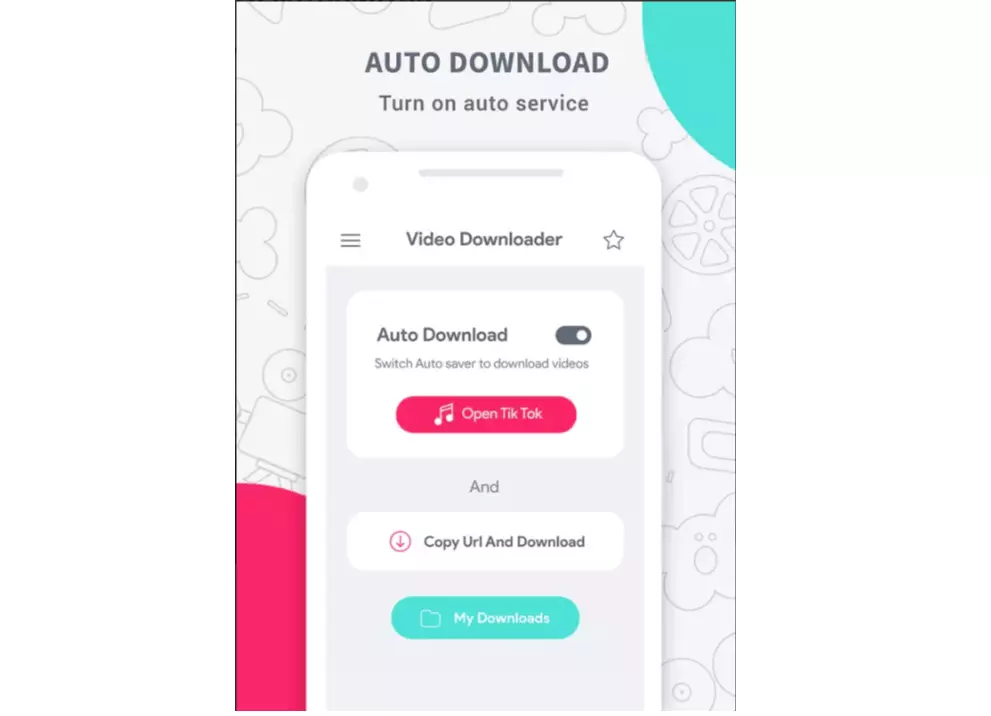 AUTO DOWNLOAD
Turn on auto service
Video Downloader
Auto Download
Switch Auto saver to download videos
Open Tik Tok
And
Copy Url And Download
My Downloads